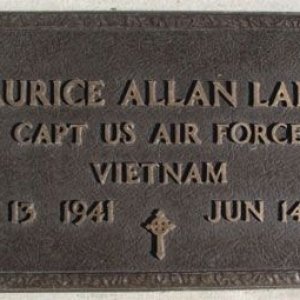 URICE ALLAN LA
CAPT US AIR FORCE
VIETNAM
13 1941 JUN 14